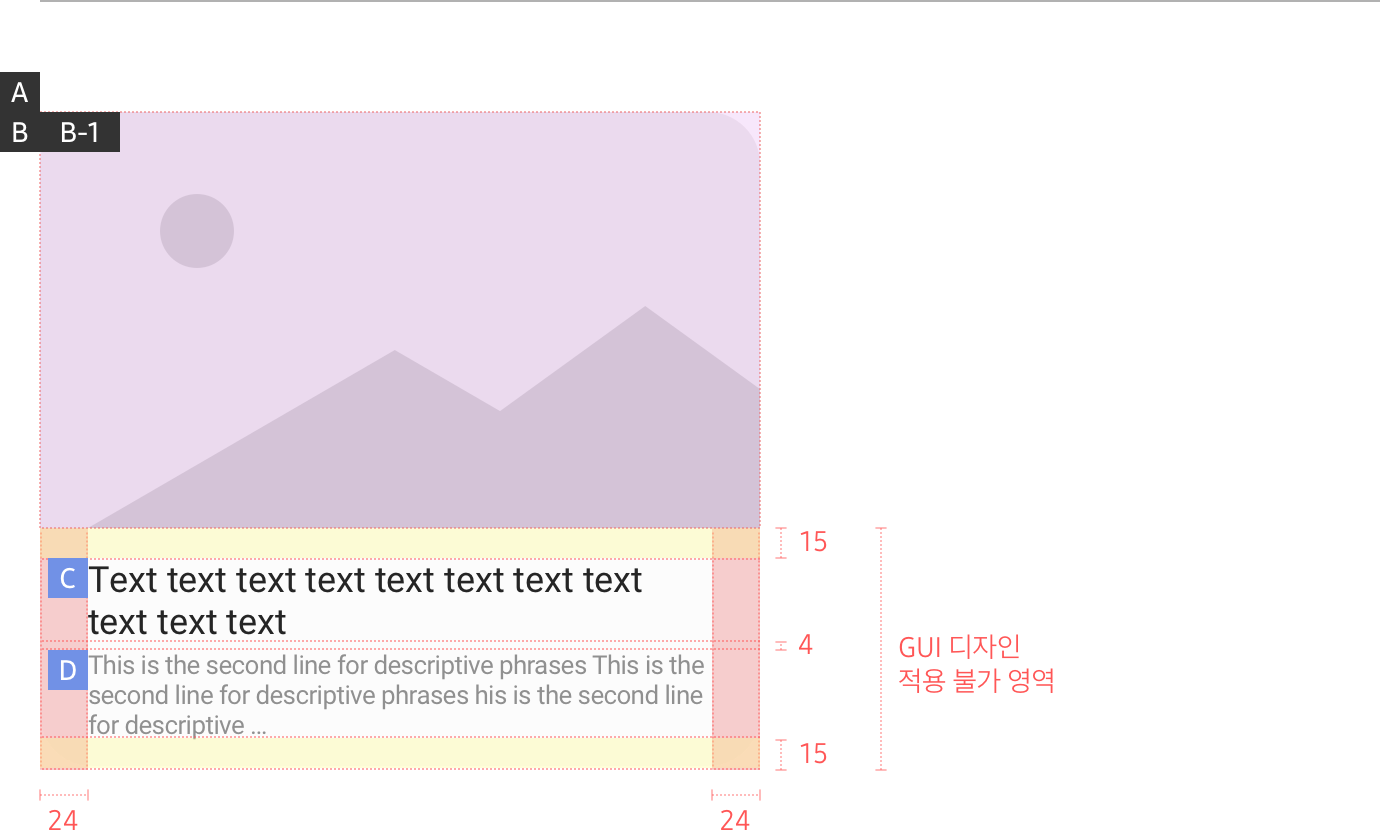 A
B B-1
15
C Text text text text text text text text
text text text
4
GUI 디자인
적용 불가 영역
D This is the second line for descriptive phrases This is the
second line for descriptive phrases his is the second line
for descriptive ...
15
24 24